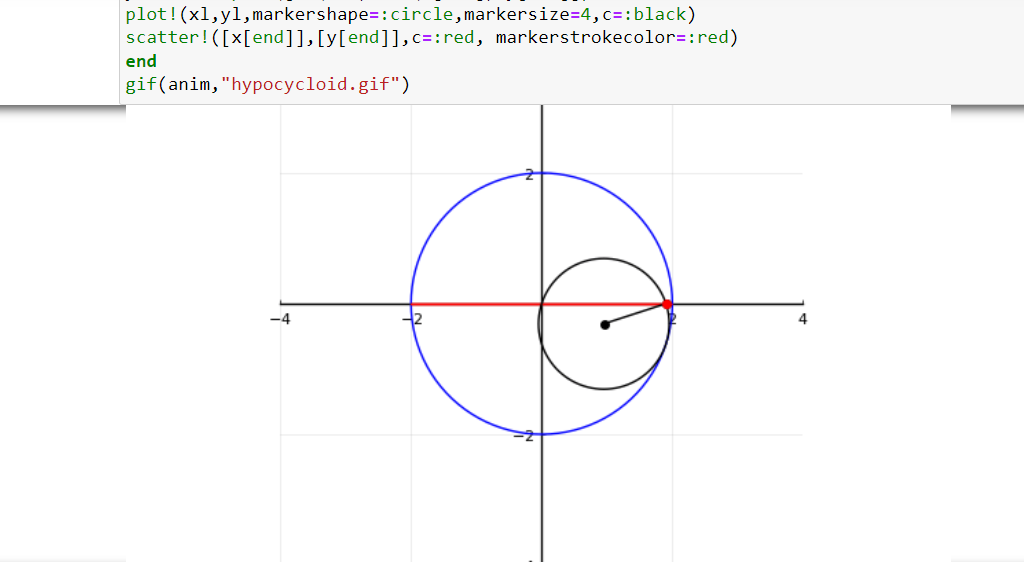 plot!(xl,yl,markershape=:circle,markersize=4,c=:black)
scatter!([x[end]],[y[end]],c=:red, markerstrokecolor=:red)
end
gif(anim,"hypocycloid.gif")
2
−4 −2 2 4
−2